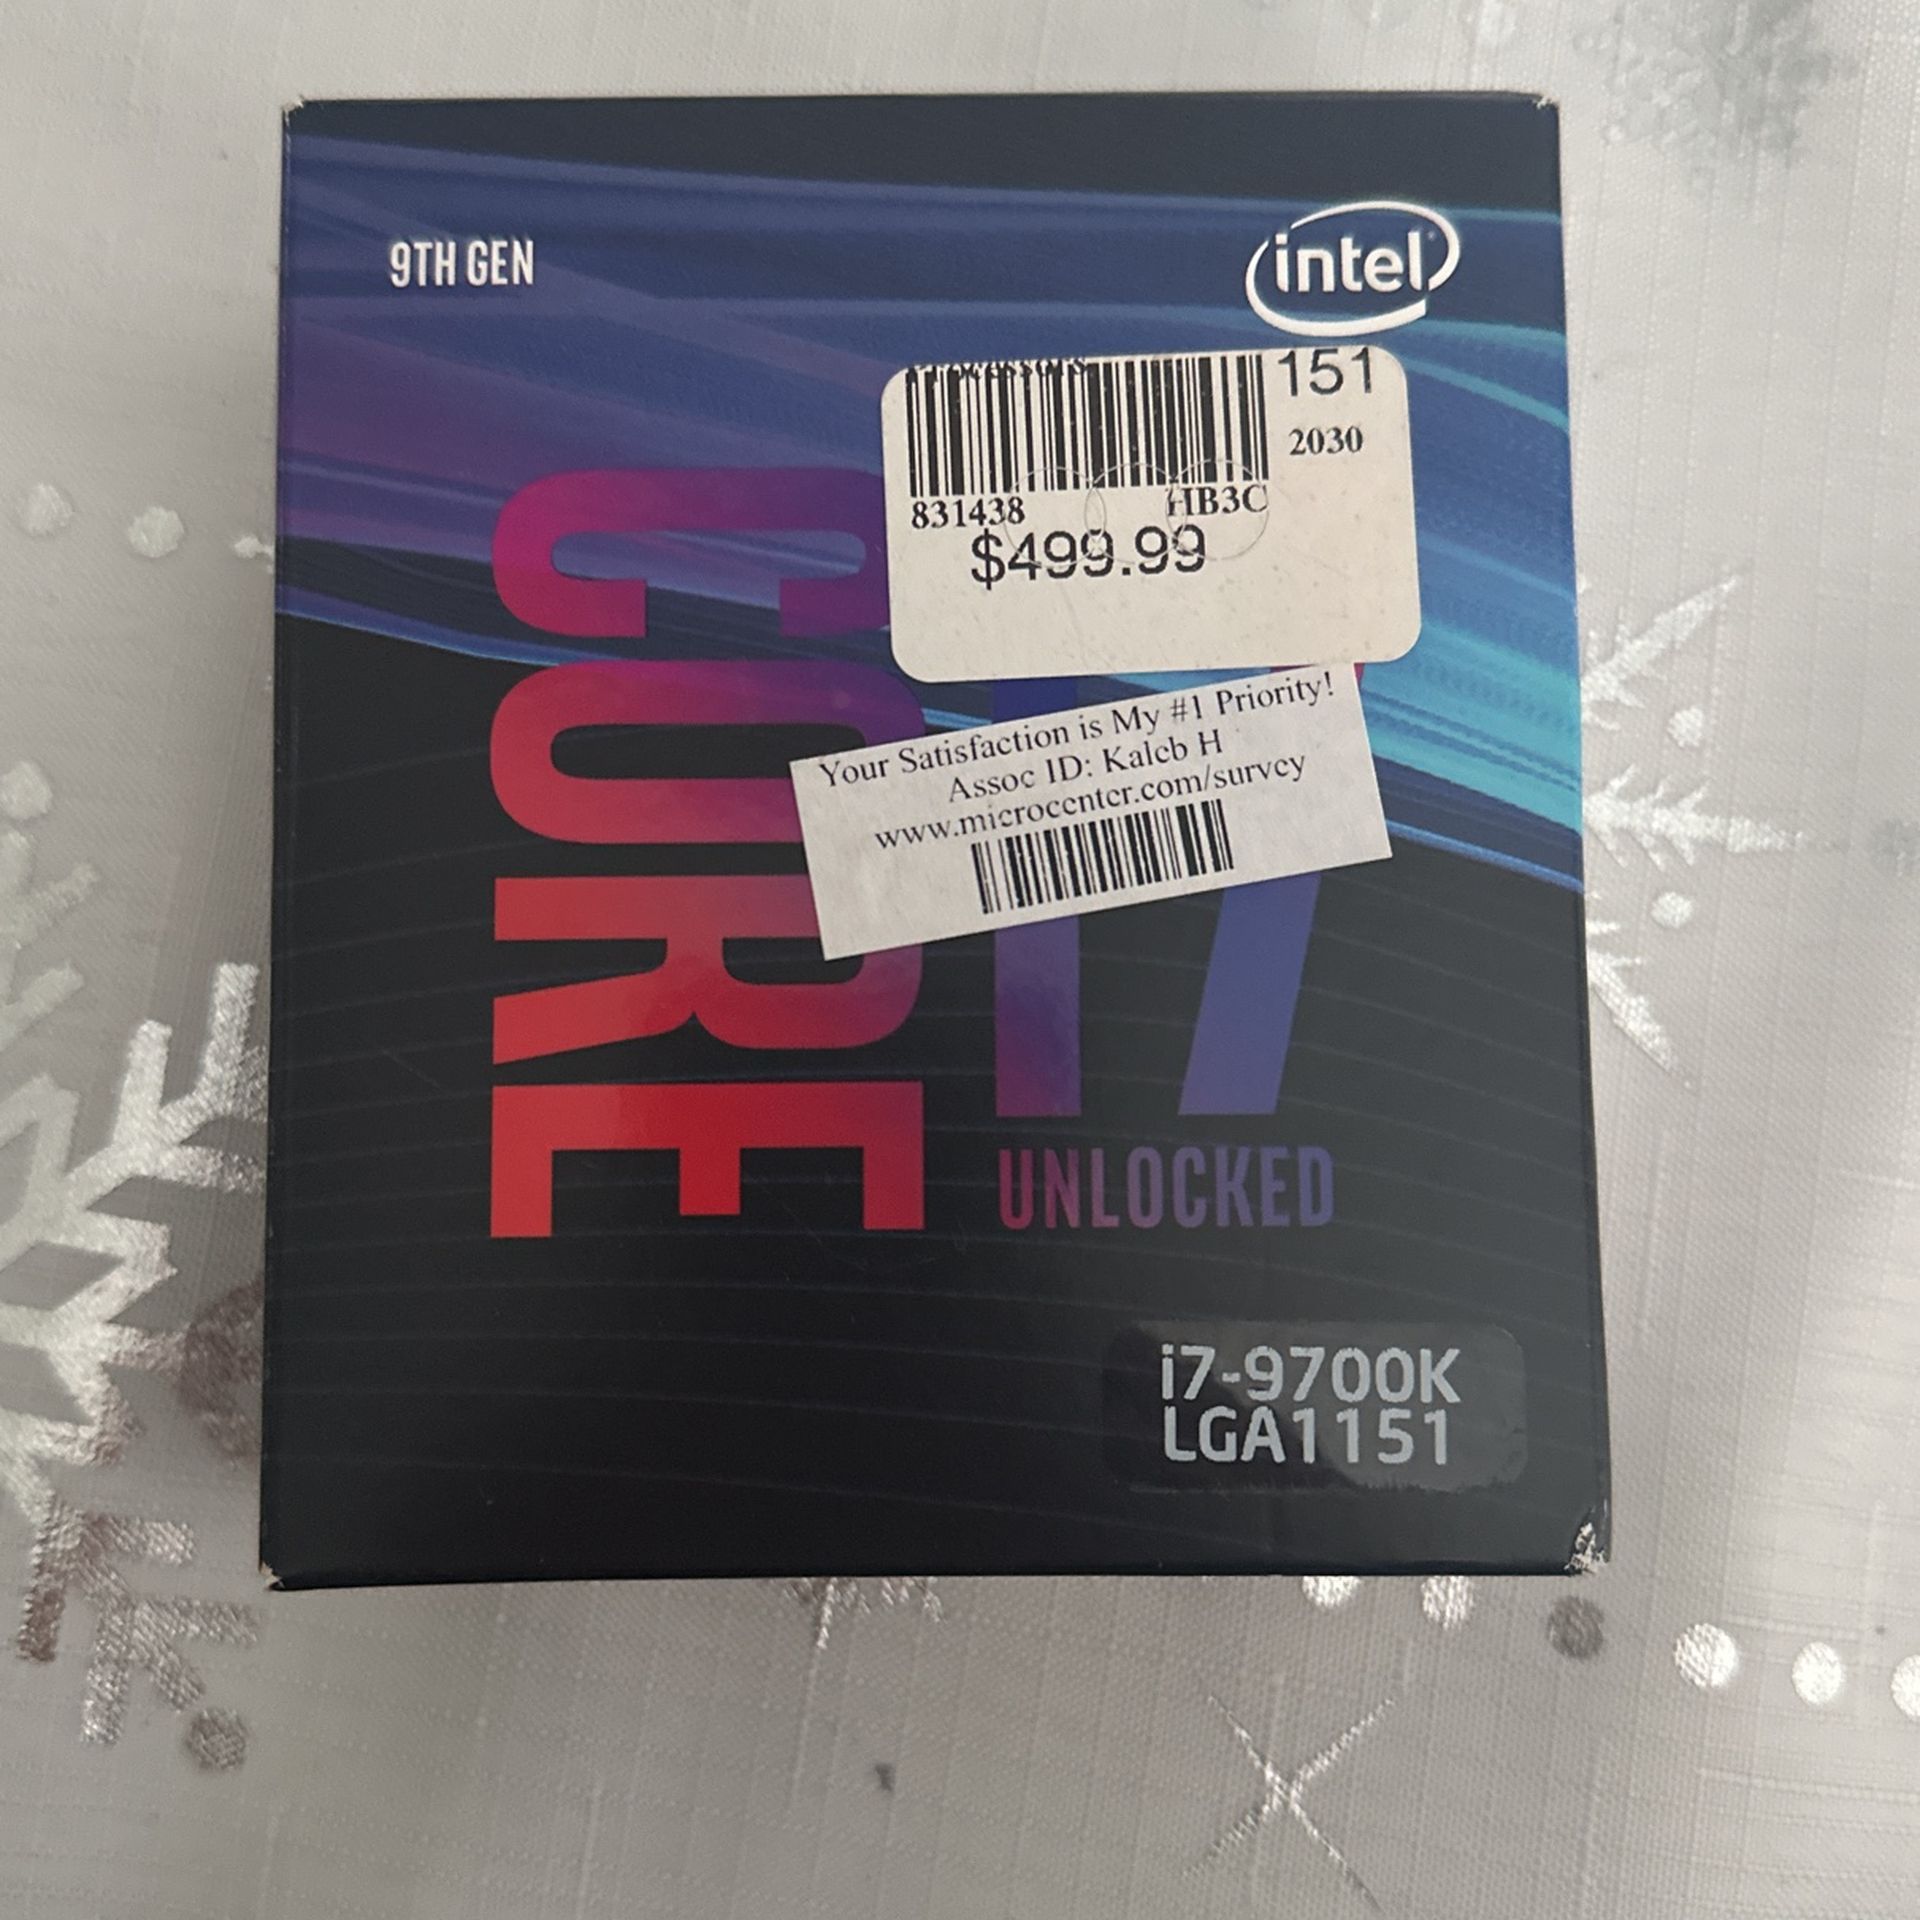 9TH GEN
intel
Processors
151
2030
831438 HB3C
$499.99
Your Satisfaction is My #1 Priority!
Assoc ID: Kaleb H
www.microcenter.com/survey
CORE
i7
UNLOCKED
i7-9700K
LGA1151